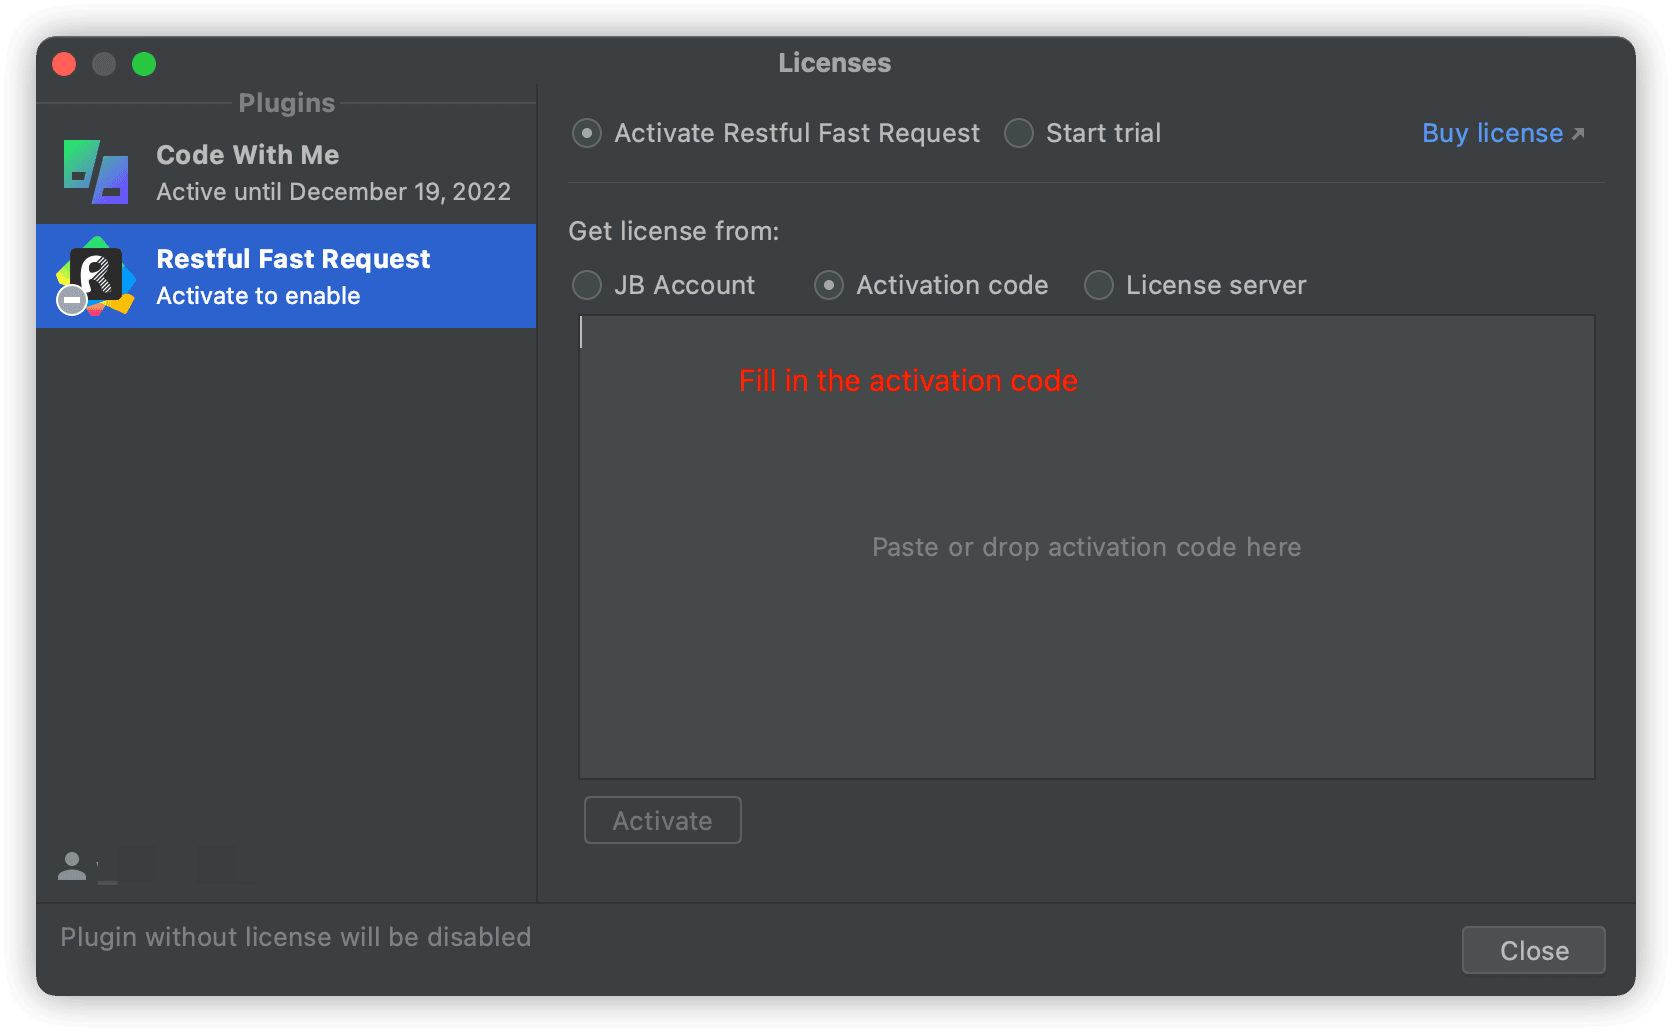 Licenses
Plugins
Code With Me
Active until December 19, 2022
Restful Fast Request
Activate to enable
Activate Restful Fast Request
Start trial
Buy license
Get license from:
JB Account
Activation code
License server
Fill in the activation code
Paste or drop activation code here
Activate
Plugin without license will be disabled
Close